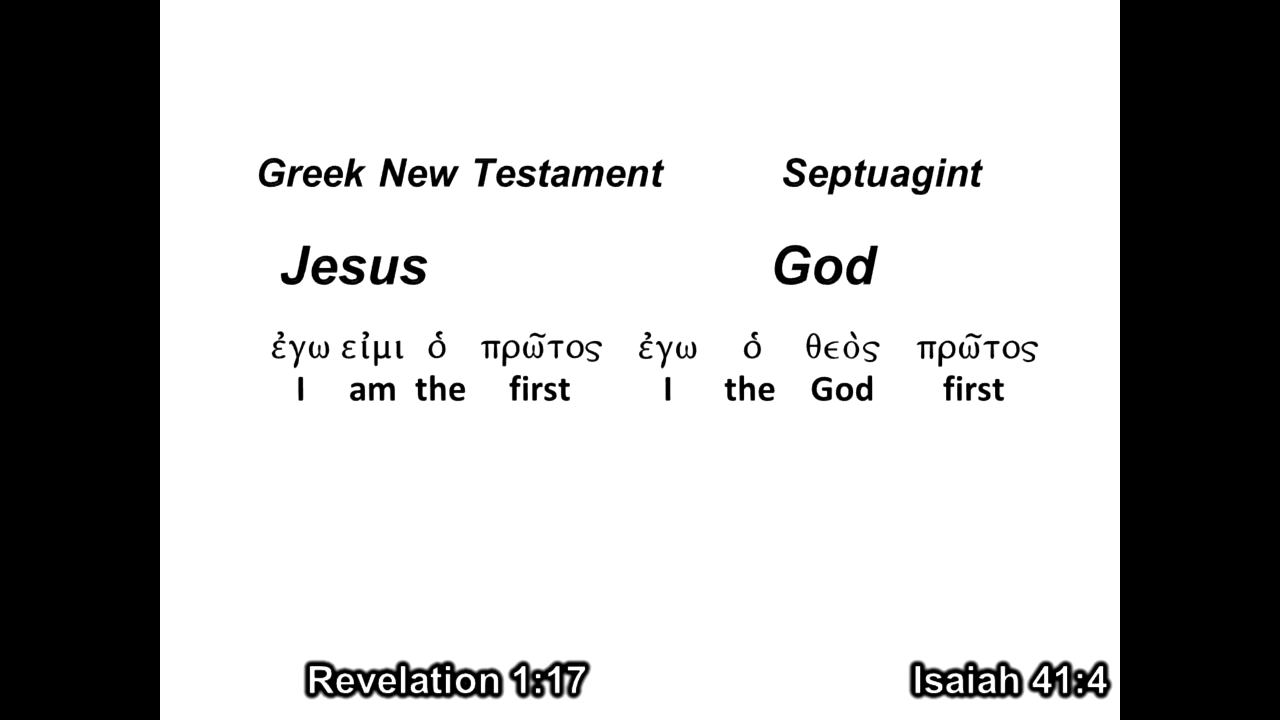 Greek New Testament Septuagint
Jesus God
ἐγω εἰμι ὁ πρῶτος ἐγω ὁ θεὸς πρῶτος
I am the first I the God first
Revelation 1:17 Isaiah 41:4